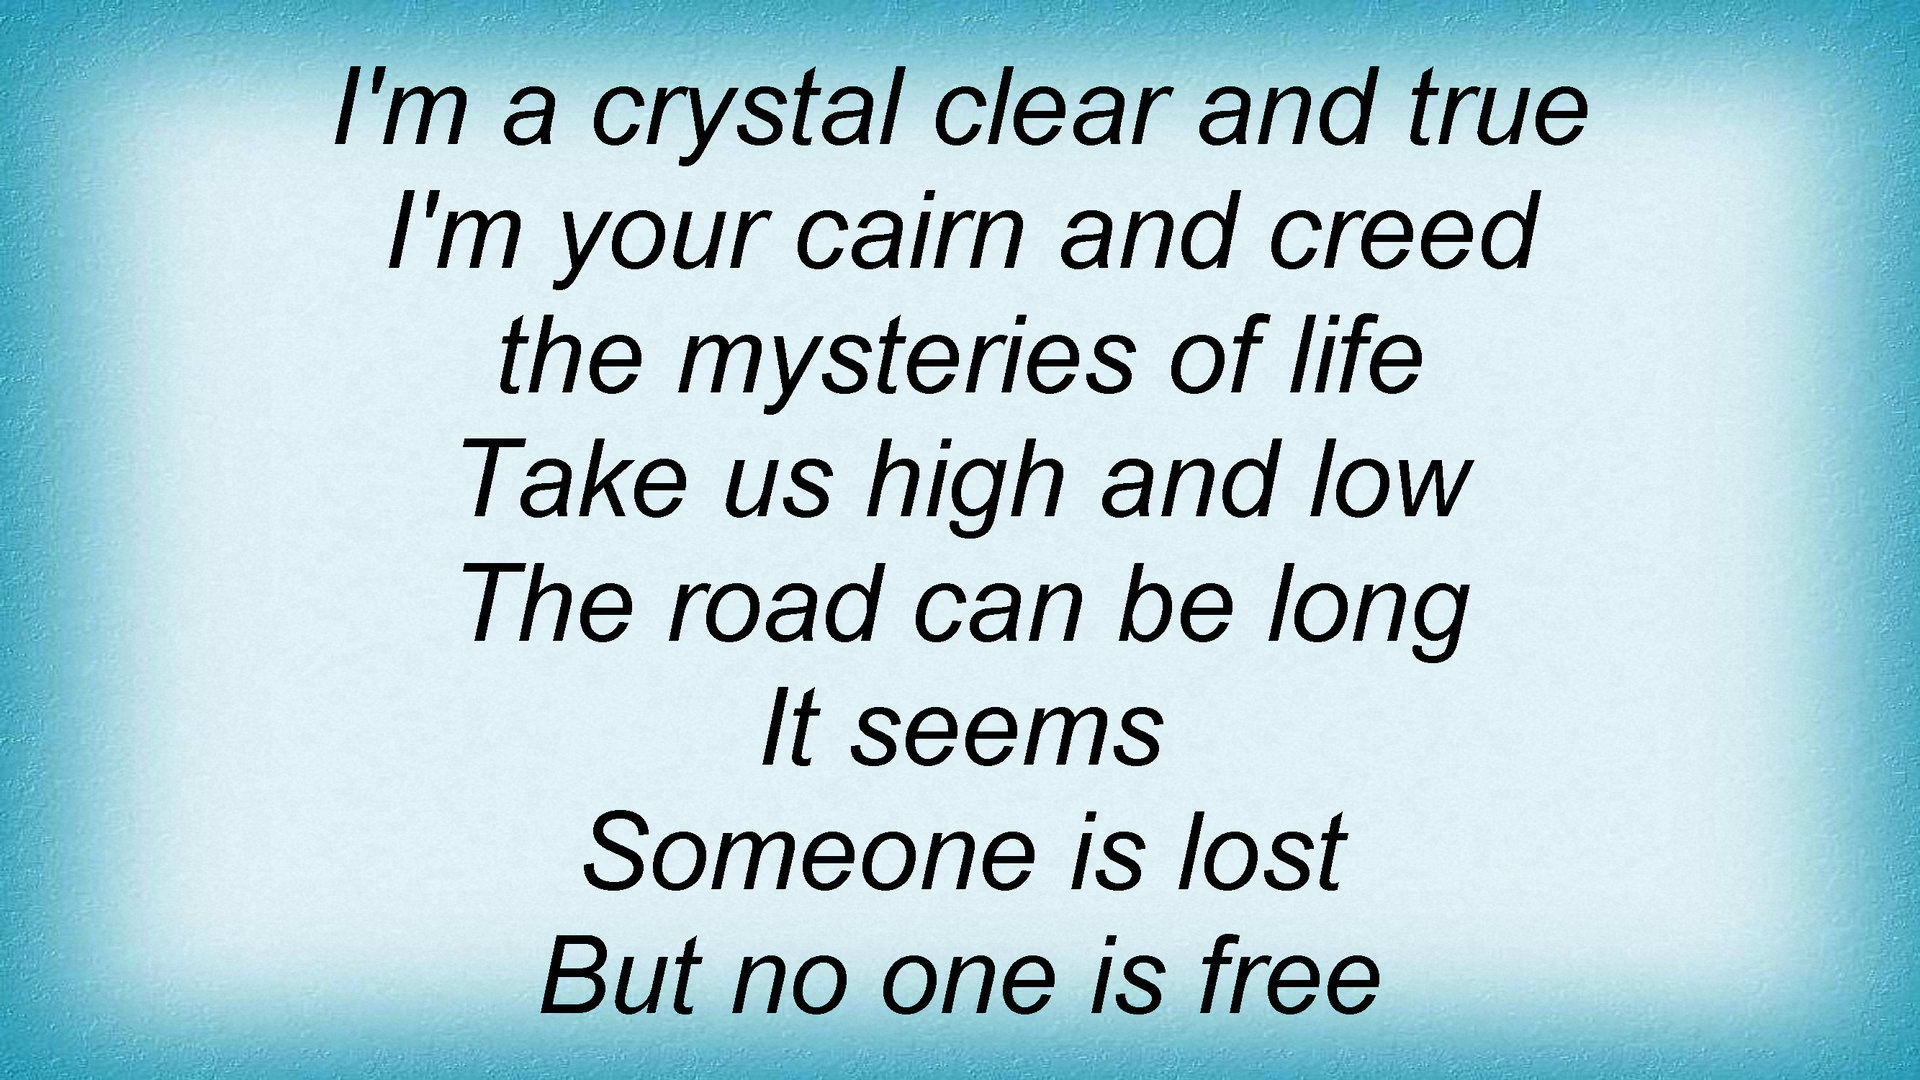 I'm a crystal clear and true
I'm your cairn and creed
the mysteries of life
Take us high and low
The road can be long
It seems
Someone is lost
But no one is free